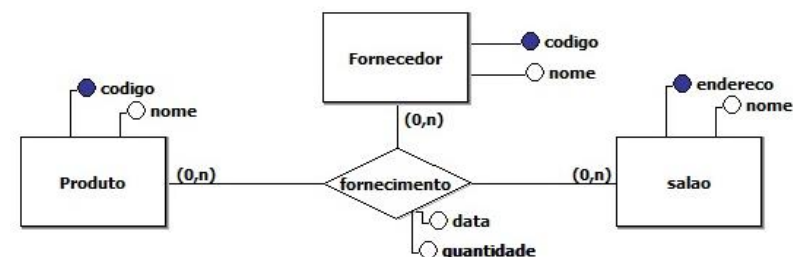 Fornecedor
codigo
nome
(0,n)
codigo
nome
Produto
(0,n)
fornecimento
data
quantidade
(0,n)
endereco
nome
salao